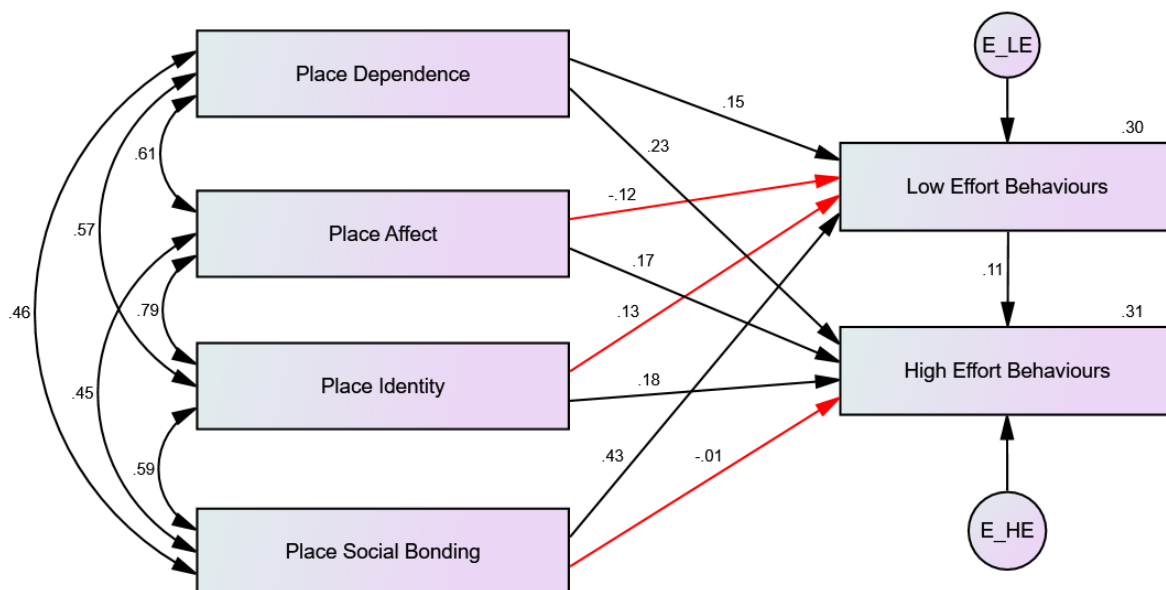 E_LE
Place Dependence
.15
.30
.61
.23
Low Effort Behaviours
-.12
.57
Place Affect
.17
.11
.46
.79
.13
.31
High Effort Behaviours
.45
Place Identity
.18
.59
.43
-.01
E_HE
Place Social Bonding